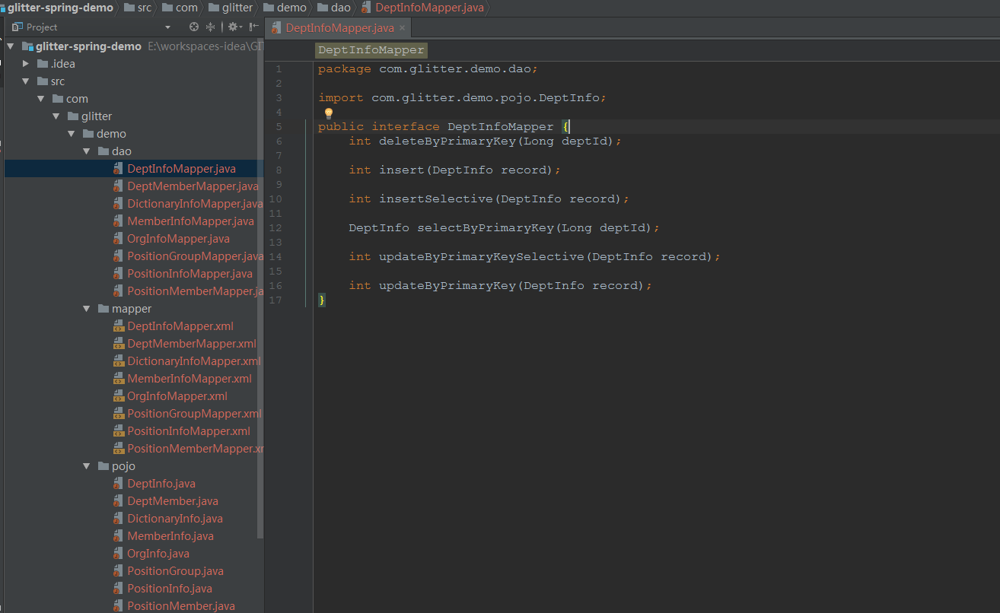 glitter-spring-demo src com glitter demo dao DeptInfoMapper.java
Project
DeptInfoMapper.java
glitter-spring-demo E:\workspaces-idea\GI
.idea
src
com
glitter
demo
dao
DeptInfoMapper.java
DeptMemberMapper.java
DictionaryInfoMapper.java
MemberInfoMapper.java
OrgInfoMapper.java
PositionGroupMapper.java
PositionInfoMapper.java
PositionMemberMapper.ja
mapper
DeptInfoMapper.xml
DeptMemberMapper.xml
DictionaryInfoMapper.xml
MemberInfoMapper.xml
OrgInfoMapper.xml
PositionGroupMapper.xml
PositionInfoMapper.xml
PositionMemberMapper.xr
pojo
DeptInfo.java
DeptMember.java
DictionaryInfo.java
MemberInfo.java
OrgInfo.java
PositionGroup.java
PositionInfo.java
PositionMember.java
DeptInfoMapper
1 package com.glitter.demo.dao;
2
3 import com.glitter.demo.pojo.DeptInfo;
4
5 public interface DeptInfoMapper {
6 int deleteByPrimaryKey(Long deptId);
7
8 int insert(DeptInfo record);
9
10 int insertSelective(DeptInfo record);
11
12 DeptInfo selectByPrimaryKey(Long deptId);
13
14 int updateByPrimaryKeySelective(DeptInfo record);
15
16 int updateByPrimaryKey(DeptInfo record);
17 }